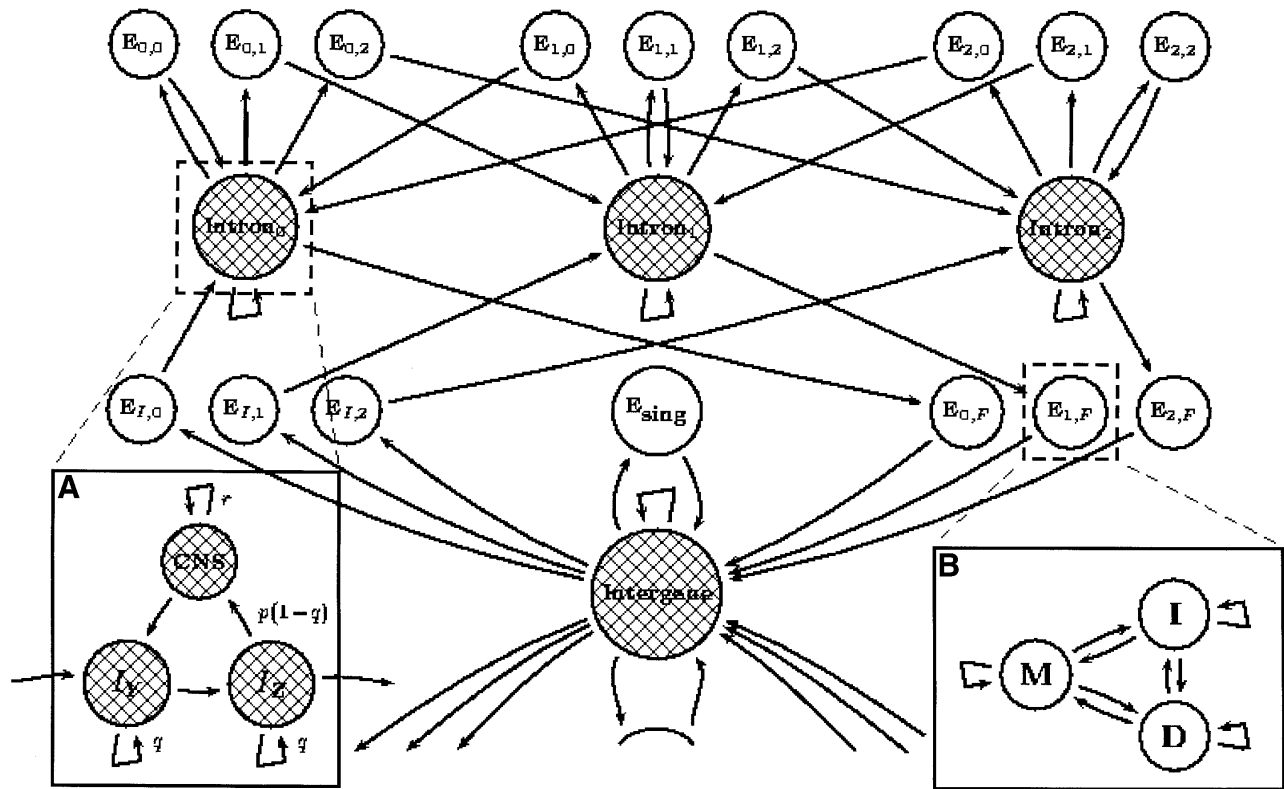 E0,0 E0,1 E0,2 E1,0 E1,1 E1,2 E2,0 E2,1 E2,2
Intron0 Intron1 Intron2
EI,0 EI,1 EI,2 Esing E0,F E1,F E2,F
A
r
CNS
p(1−q)
IY IZ
q q
Intergene
B
I
M
D